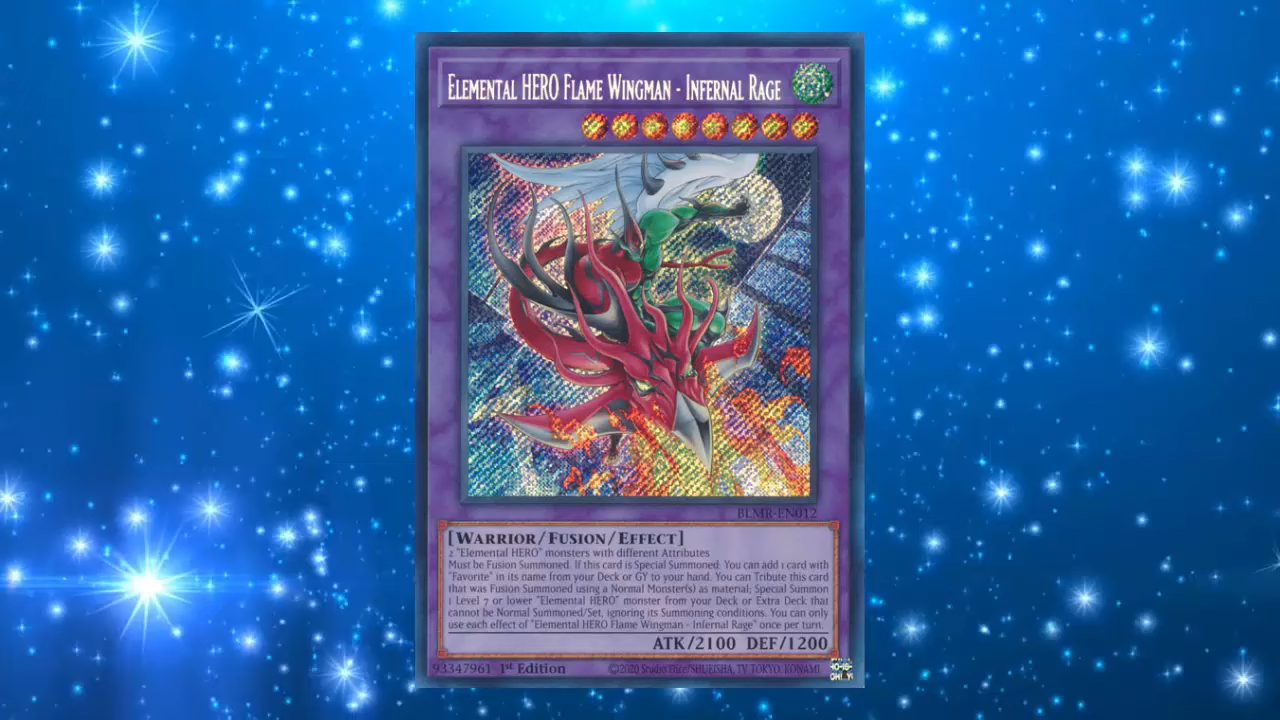 ELEMENTAL HERO FLAME WINGMAN - INFERNAL RAGE
BLMR-EN012
[WARRIOR/FUSION/EFFECT]
2 "Elemental HERO" monsters with different Attributes
Must be Fusion Summoned. If this card is Special Summoned: You can add 1 card with
"Favorite" in its name from your Deck or GY to your hand. You can Tribute this card
that was Fusion Summoned using a Normal Monster(s) as material; Special Summon
1 Level 7 or lower "Elemental HERO" monster from your Deck or Extra Deck that
cannot be Normal Summoned/Set, ignoring its Summoning conditions. You can only
use each effect of "Elemental HERO Flame Wingman - Infernal Rage" once per turn.
ATK/2100 DEF/1200
93347961 1st Edition ©2020 Studio Dice/SHUEISHA, TV TOKYO, KONAMI